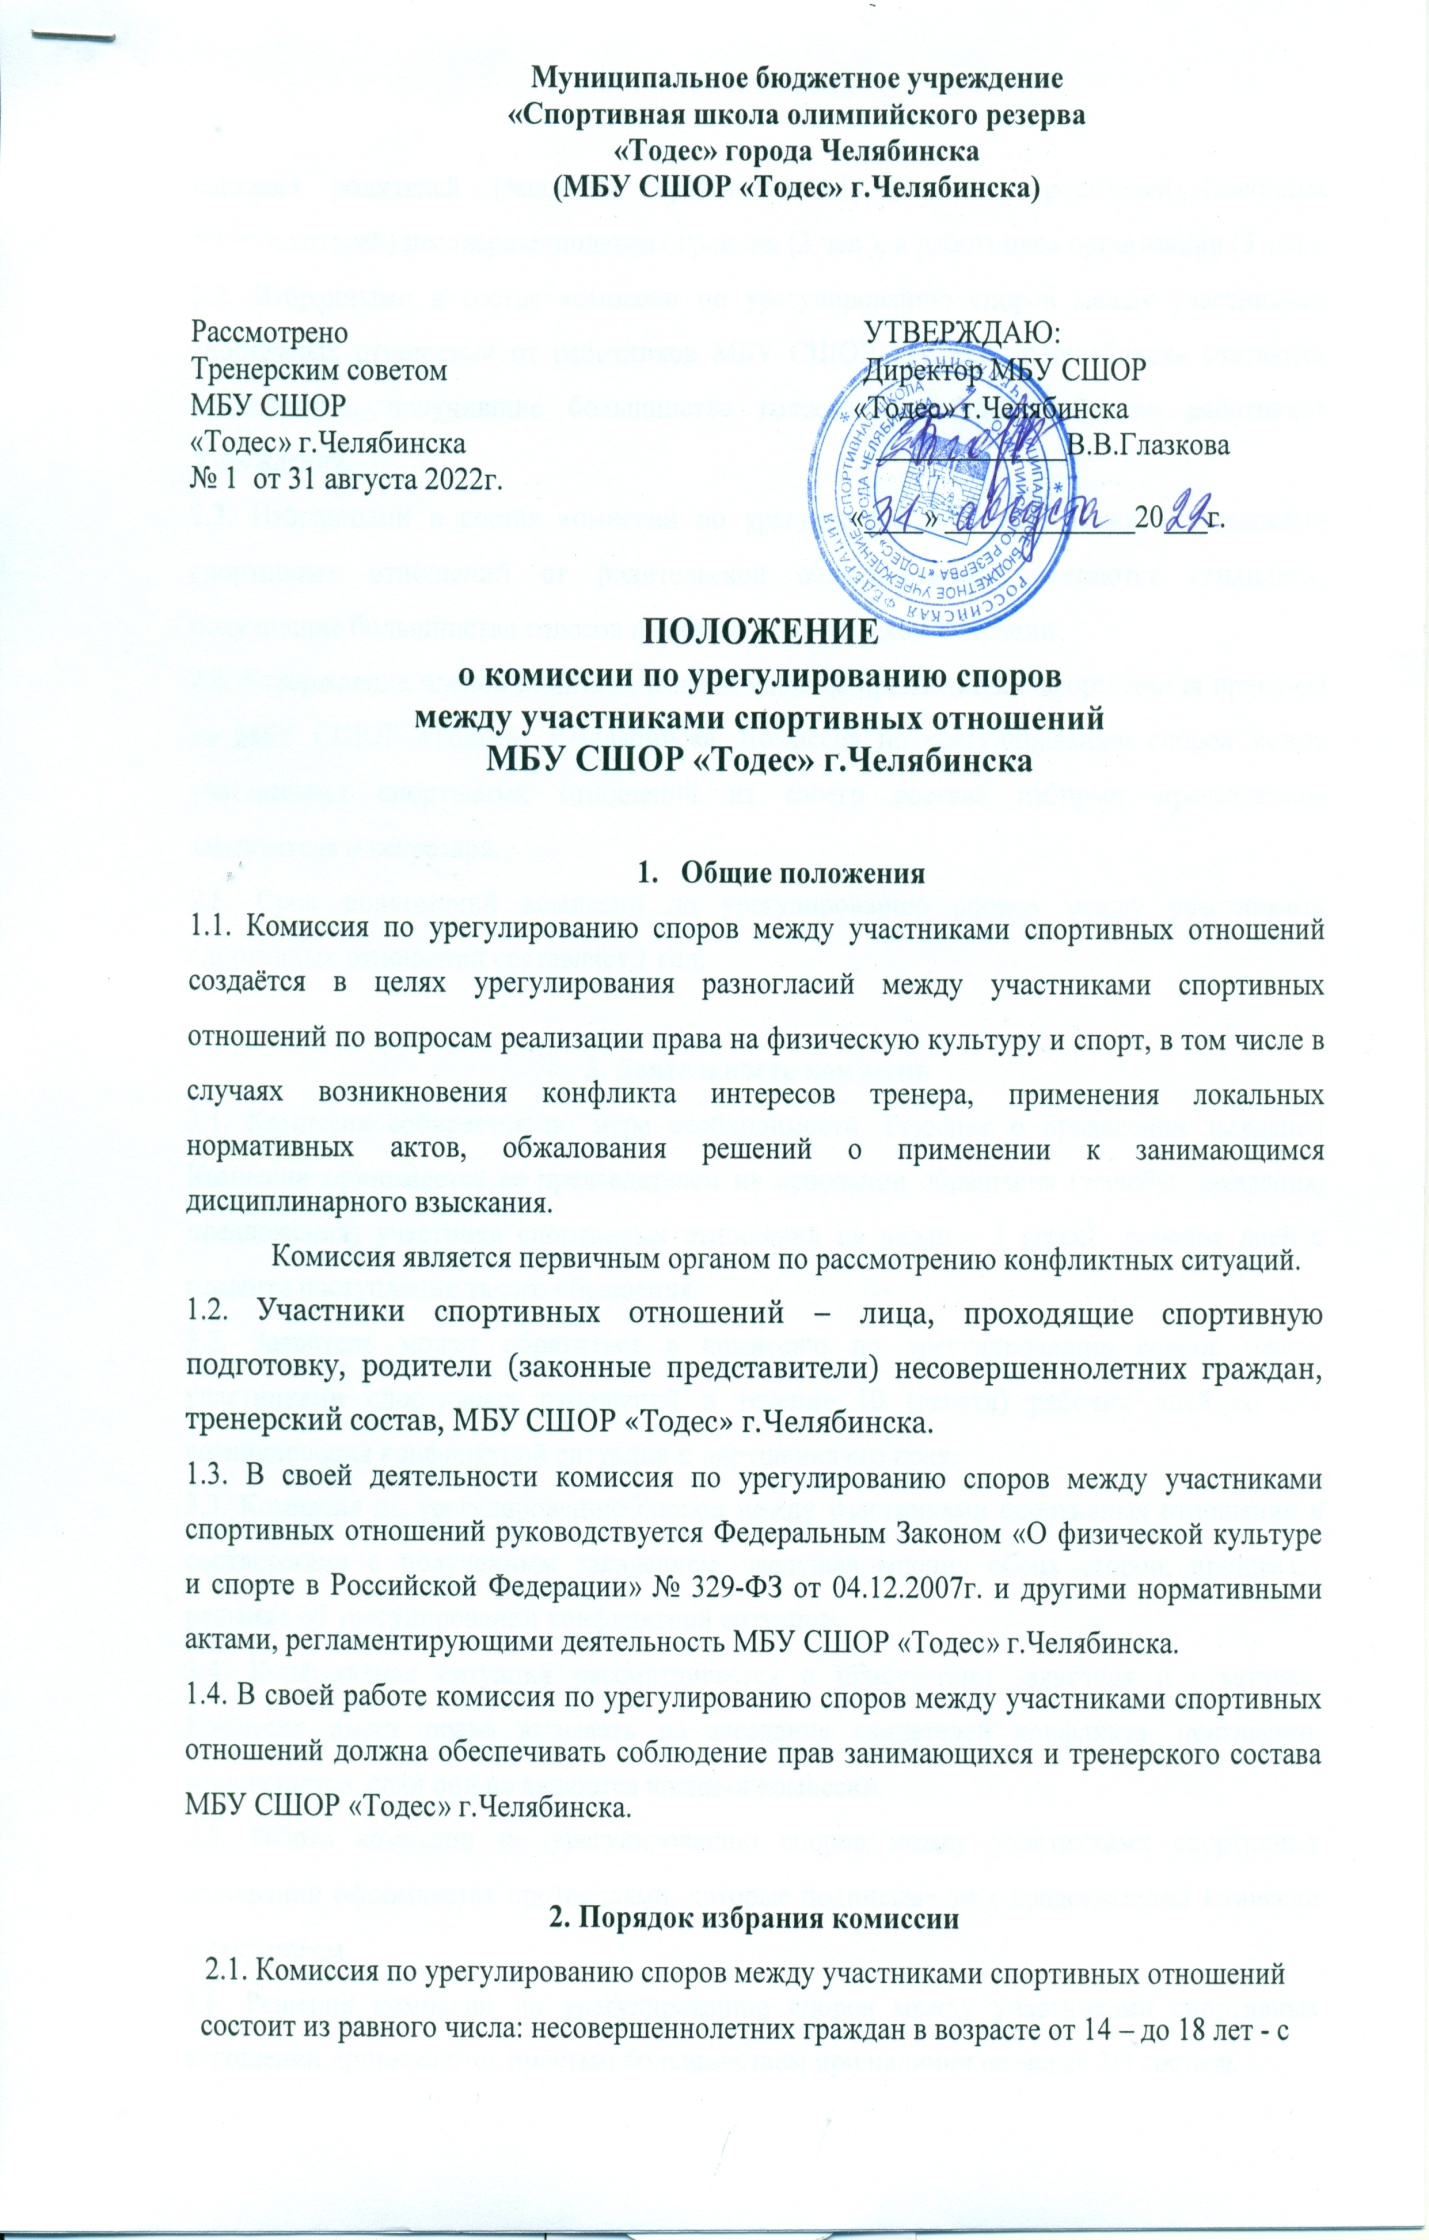 Муниципальное бюджетное учреждение
«Спортивная школа олимпийского резерва
«Тодес» города Челябинска
(МБУ СШОР «Тодес» г.Челябинска)
Рассмотрено
Тренерским советом
МБУ СШОР
«Тодес» г.Челябинска
№ 1 от 31 августа 2022г.
УТВЕРЖДАЮ:
Директор МБУ СШОР
«Тодес» г.Челябинска
В.В.Глазкова
«31» августа 2022г.
ПОЛОЖЕНИЕ
о комиссии по урегулированию споров
между участниками спортивных отношений
МБУ СШОР «Тодес» г.Челябинска
1. Общие положения
1.1. Комиссия по урегулированию споров между участниками спортивных отношений
создаётся в целях урегулирования разногласий между участниками спортивных
отношений по вопросам реализации права на физическую культуру и спорт, в том числе в
случаях возникновения конфликта интересов тренера, применения локальных
нормативных актов, обжалования решений о применении к занимающимся
дисциплинарного взыскания.
Комиссия является первичным органом по рассмотрению конфликтных ситуаций.
1.2. Участники спортивных отношений – лица, проходящие спортивную
подготовку, родители (законные представители) несовершеннолетних граждан,
тренерский состав, МБУ СШОР «Тодес» г.Челябинска.
1.3. В своей деятельности комиссия по урегулированию споров между участниками
спортивных отношений руководствуется Федеральным Законом «О физической культуре
и спорте в Российской Федерации» № 329-ФЗ от 04.12.2007г. и другими нормативными
актами, регламентирующими деятельность МБУ СШОР «Тодес» г.Челябинска.
1.4. В своей работе комиссия по урегулированию споров между участниками спортивных
отношений должна обеспечивать соблюдение прав занимающихся и тренерского состава
МБУ СШОР «Тодес» г.Челябинска.
2. Порядок избрания комиссии
2.1. Комиссия по урегулированию споров между участниками спортивных отношений
состоит из равного числа: несовершеннолетних граждан в возрасте от 14 – до 18 лет - с